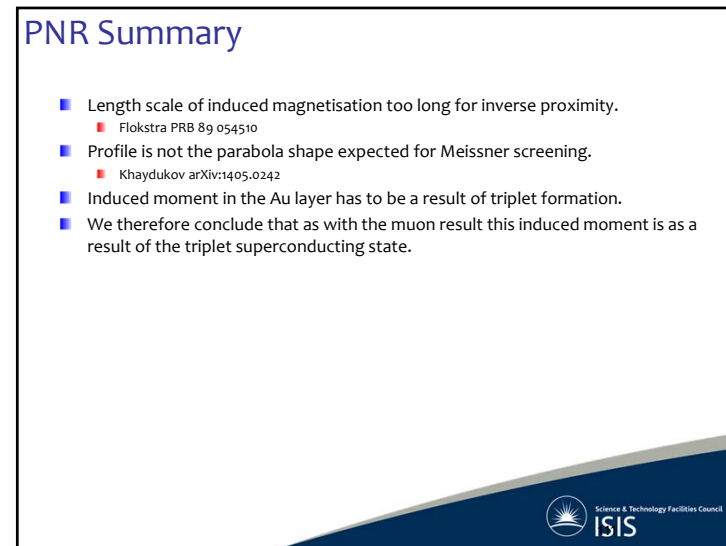 PNR Summary
Length scale of induced magnetisation too long for inverse proximity.
Flokstra PRB 89 054510
Profile is not the parabola shape expected for Meissner screening.
Khaydukov arXiv:1405.0242
Induced moment in the Au layer has to be a result of triplet formation.
We therefore conclude that as with the muon result this induced moment is as a
result of the triplet superconducting state.
Science & Technology Facilities Council
ISIS